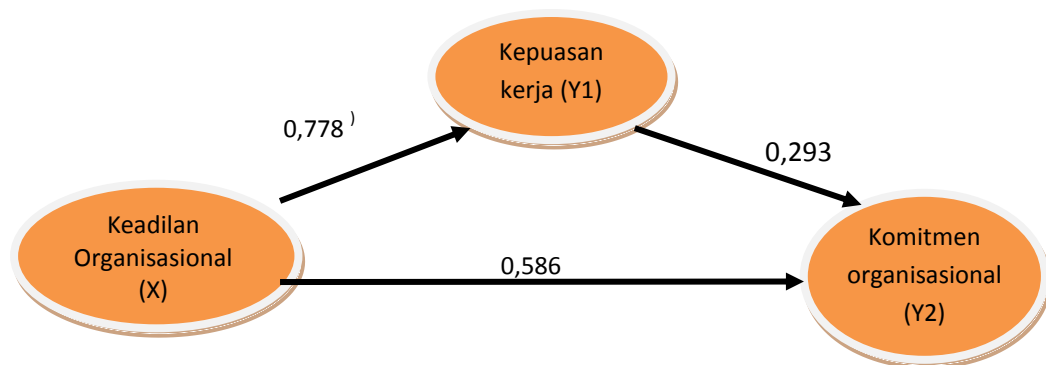 Kepuasan
kerja (Y1)
0,778 )
0,293
Keadilan
Organisasional
(X)
0,586
Komitmen
organisasional
(Y2)